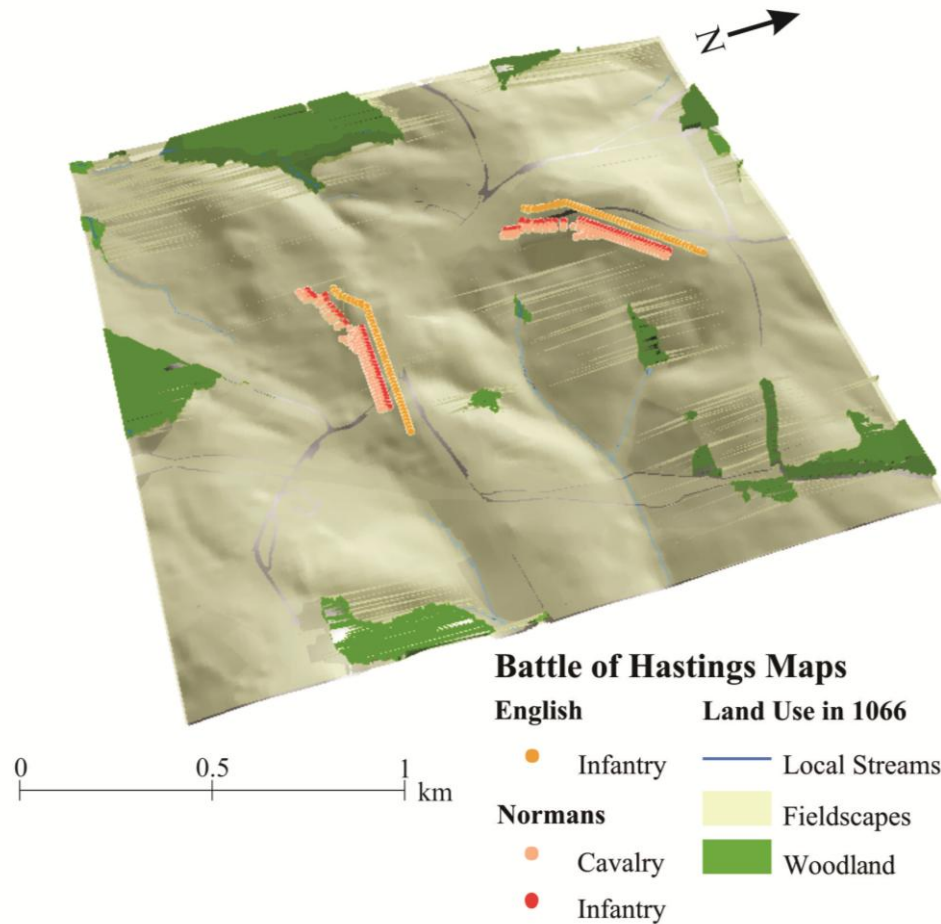 N
Battle of Hastings Maps
English
Infantry
Normans
Cavalry
Infantry
Land Use in 1066
Local Streams
Fieldscapes
Woodland
0 0.5 1 km